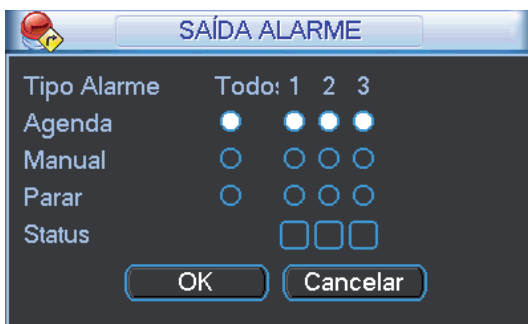 SAÍDA ALARME
Tipo Alarme Todo: 1 2 3
Agenda
Manual
Parar
Status
OK Cancelar